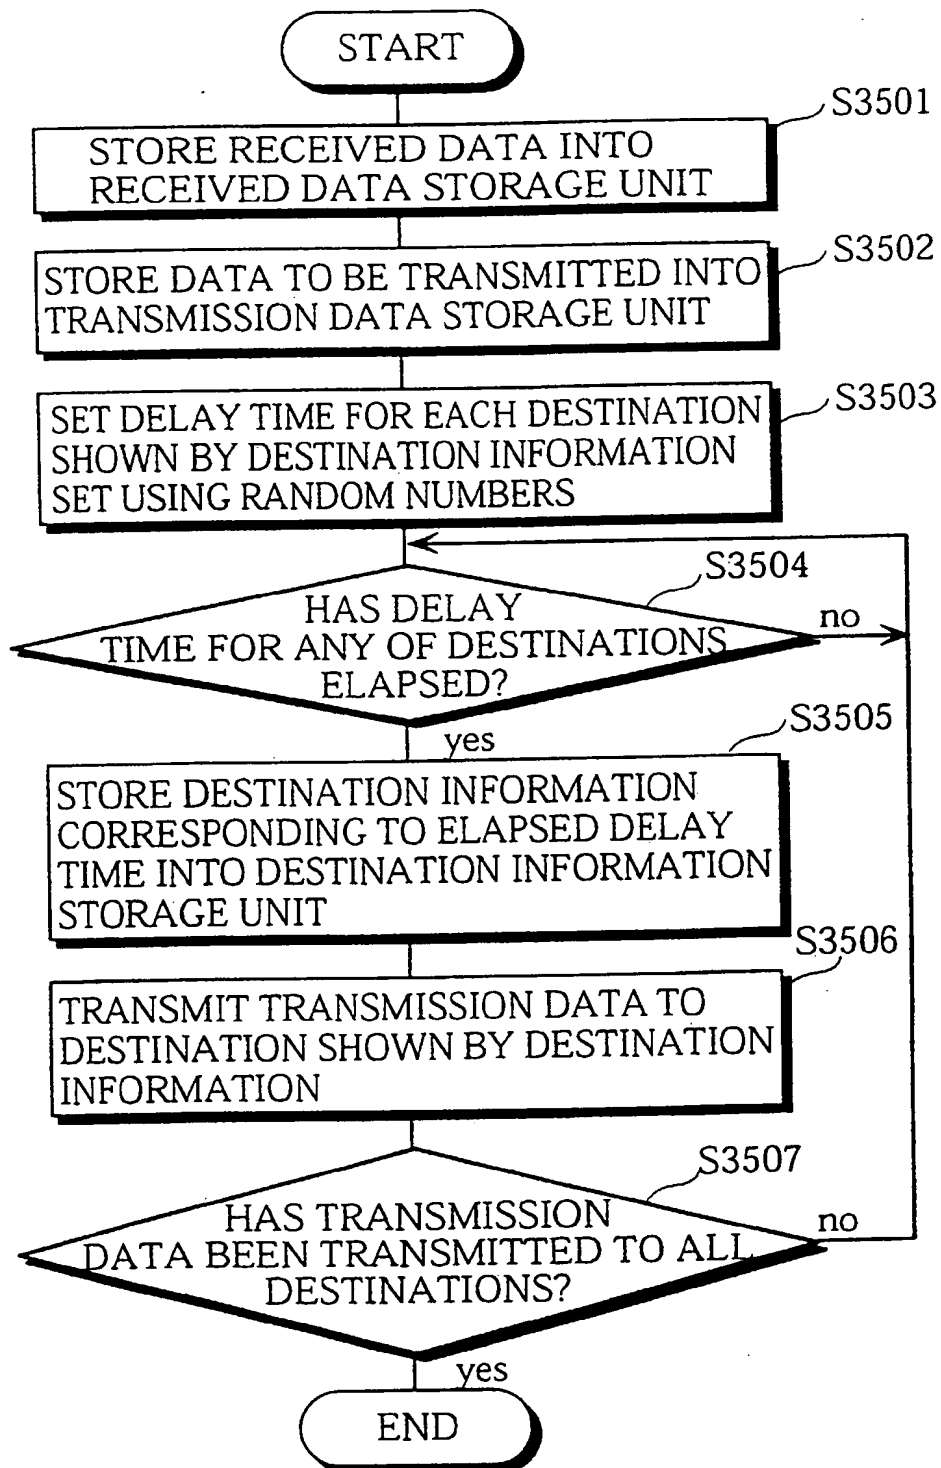 START
S3501
STORE RECEIVED DATA INTO
RECEIVED DATA STORAGE UNIT
S3502
STORE DATA TO BE TRANSMITTED INTO
TRANSMISSION DATA STORAGE UNIT
S3503
SET DELAY TIME FOR EACH DESTINATION
SHOWN BY DESTINATION INFORMATION
SET USING RANDOM NUMBERS
S3504
HAS DELAY
TIME FOR ANY OF DESTINATIONS
ELAPSED?
no
yes
S3505
STORE DESTINATION INFORMATION
CORRESPONDING TO ELAPSED DELAY
TIME INTO DESTINATION INFORMATION
STORAGE UNIT
S3506
TRANSMIT TRANSMISSION DATA TO
DESTINATION SHOWN BY DESTINATION
INFORMATION
S3507
HAS TRANSMISSION
DATA BEEN TRANSMITTED TO ALL
DESTINATIONS?
no
yes
END